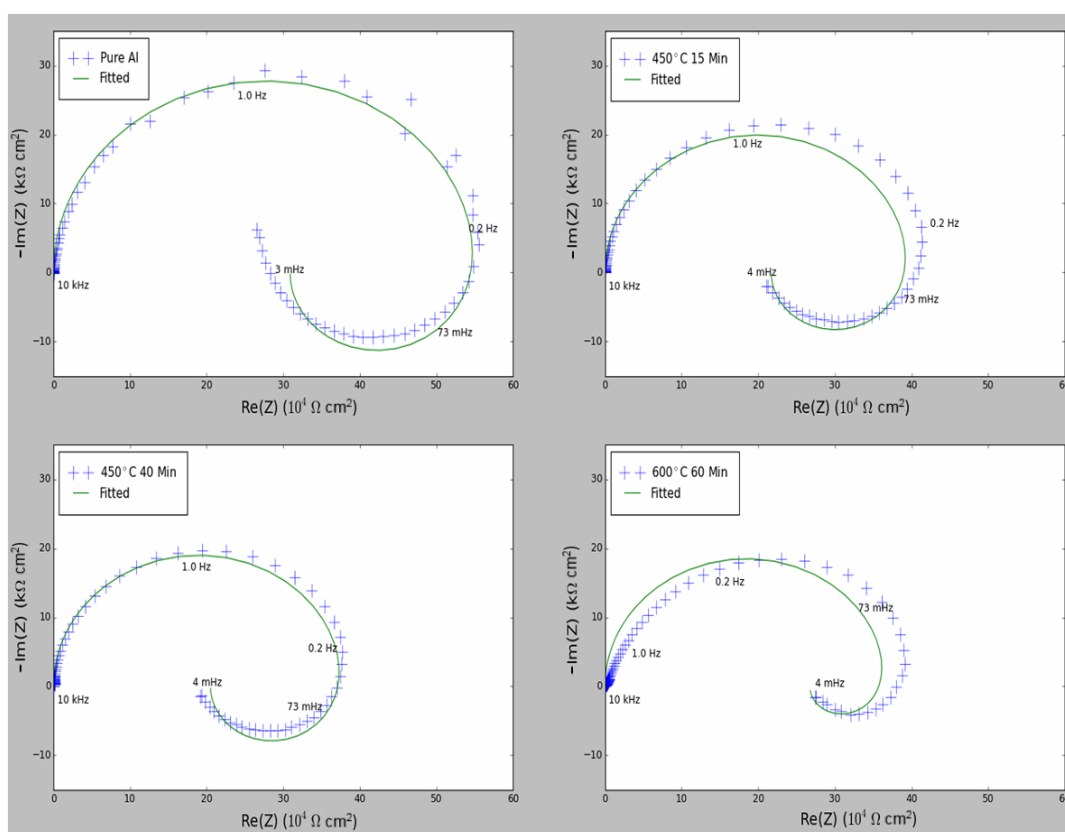 Pure Al
Fitted
30
20
10
0
−10
−Im(Z) (kΩ cm²)
1.0 Hz
0.2 Hz
3 mHz
10 kHz
73 mHz
0 10 20 30 40 50 60
Re(Z) (10⁴ Ω cm²)
450°C 15 Min
Fitted
30
20
10
0
−10
−Im(Z) (kΩ cm²)
1.0 Hz
0.2 Hz
4 mHz
10 kHz
73 mHz
0 10 20 30 40 50 60
Re(Z) (10⁴ Ω cm²)
450°C 40 Min
Fitted
30
20
10
0
−10
−Im(Z) (kΩ cm²)
1.0 Hz
0.2 Hz
4 mHz
10 kHz
73 mHz
0 10 20 30 40 50 60
Re(Z) (10⁴ Ω cm²)
600°C 60 Min
Fitted
30
20
10
0
−10
−Im(Z) (kΩ cm²)
0.2 Hz
73 mHz
1.0 Hz
4 mHz
10 kHz
0 10 20 30 40 50 60
Re(Z) (10⁴ Ω cm²)